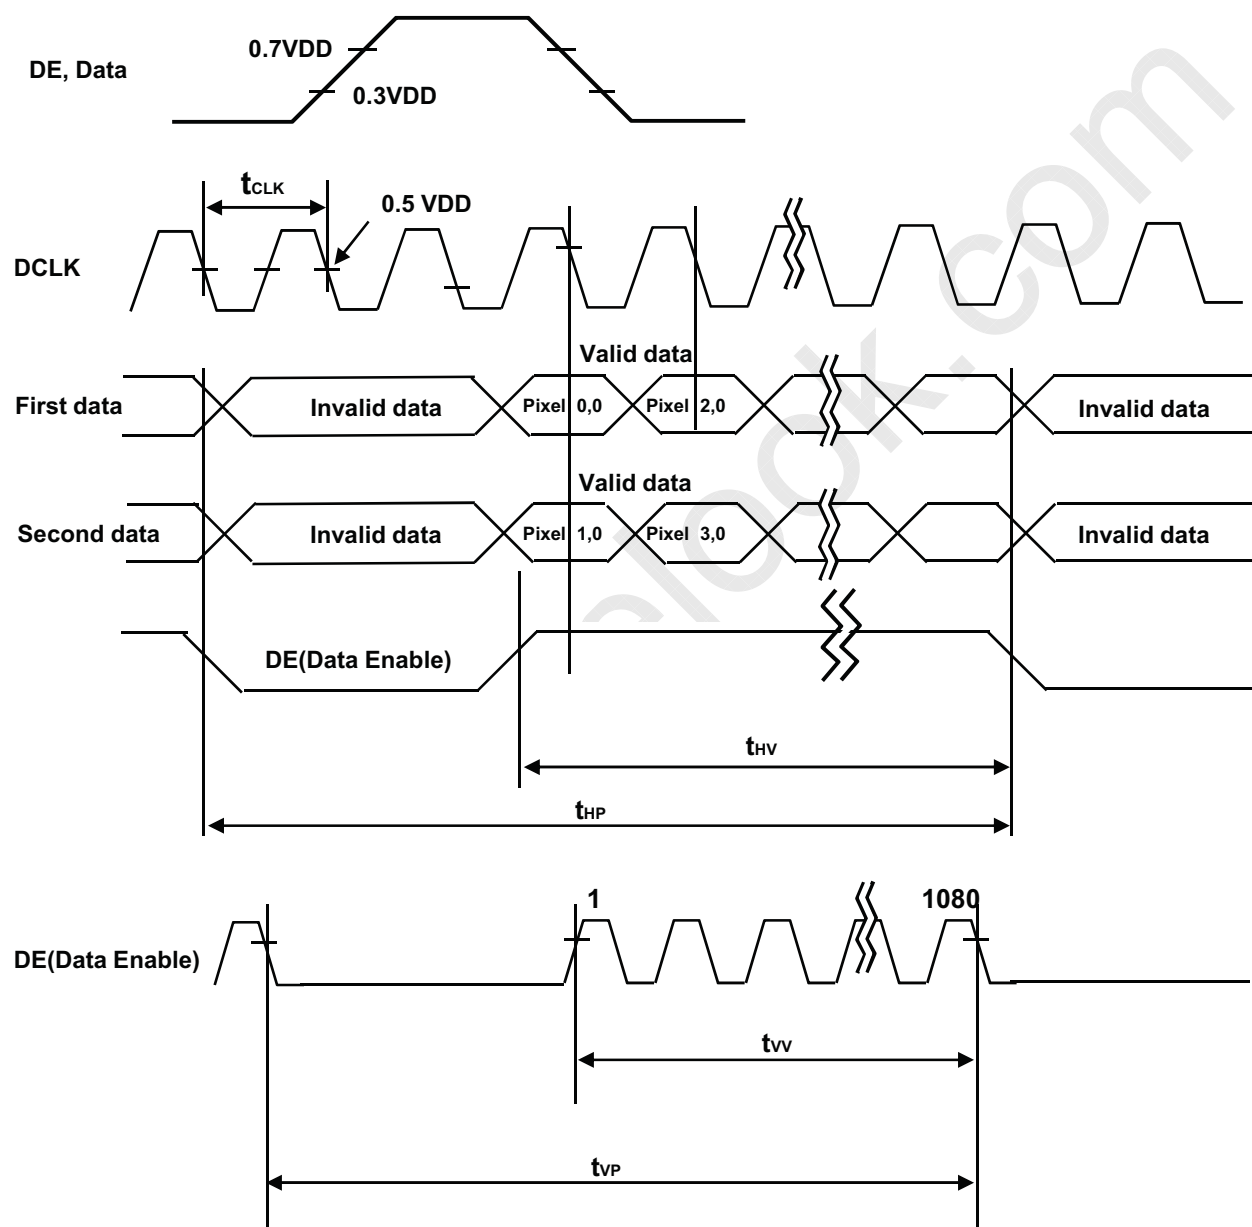 0.7VDD
DE, Data
0.3VDD
tCLK
0.5 VDD
DCLK
Valid data
First data
Invalid data
Pixel 0,0
Pixel 2,0
Invalid data
Valid data
Second data
Invalid data
Pixel 1,0
Pixel 3,0
Invalid data
DE(Data Enable)
tHV
tHP
1
1080
DE(Data Enable)
tVV
tVP
elook.com